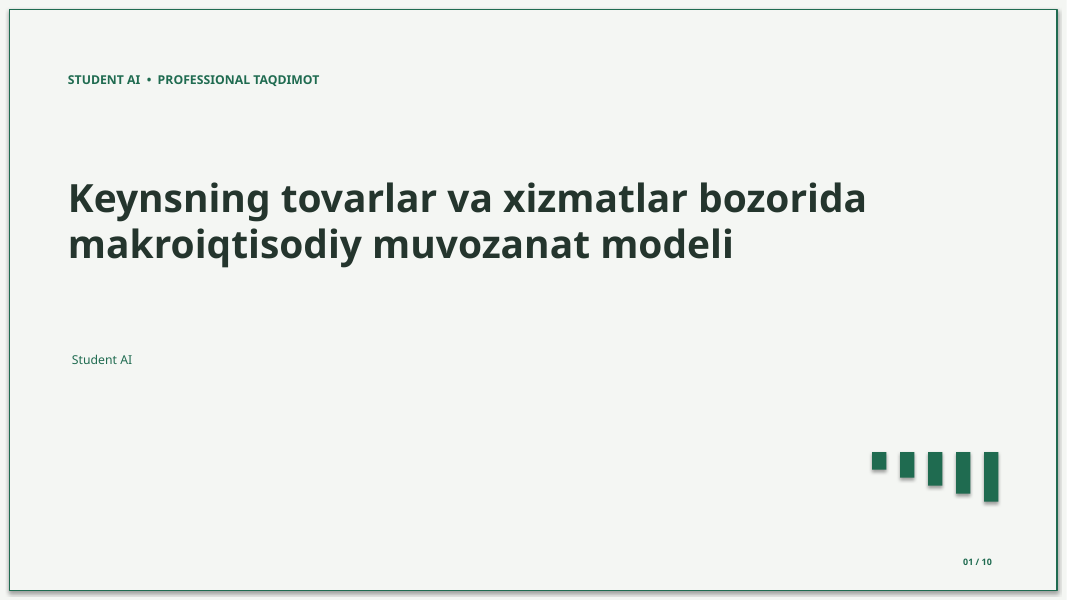 STUDENT AI • PROFESSIONAL TAQDIMOT
Keynsning tovarlar va xizmatlar bozorida
makroiqtisodiy muvozanat modeli
Student AI
01 / 10